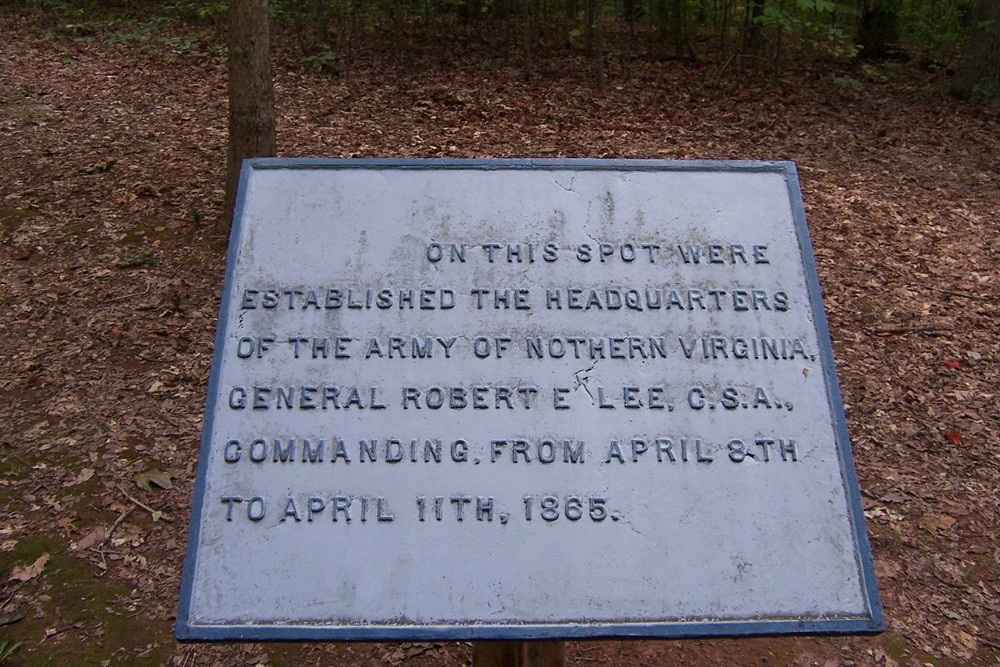 ON THIS SPOT WERE
ESTABLISHED THE HEADQUARTERS
OF THE ARMY OF NOTHERN VIRGINIA,
GENERAL ROBERT E LEE, C.S.A.,
COMMANDING, FROM APRIL 8TH
TO APRIL 11TH, 1865.